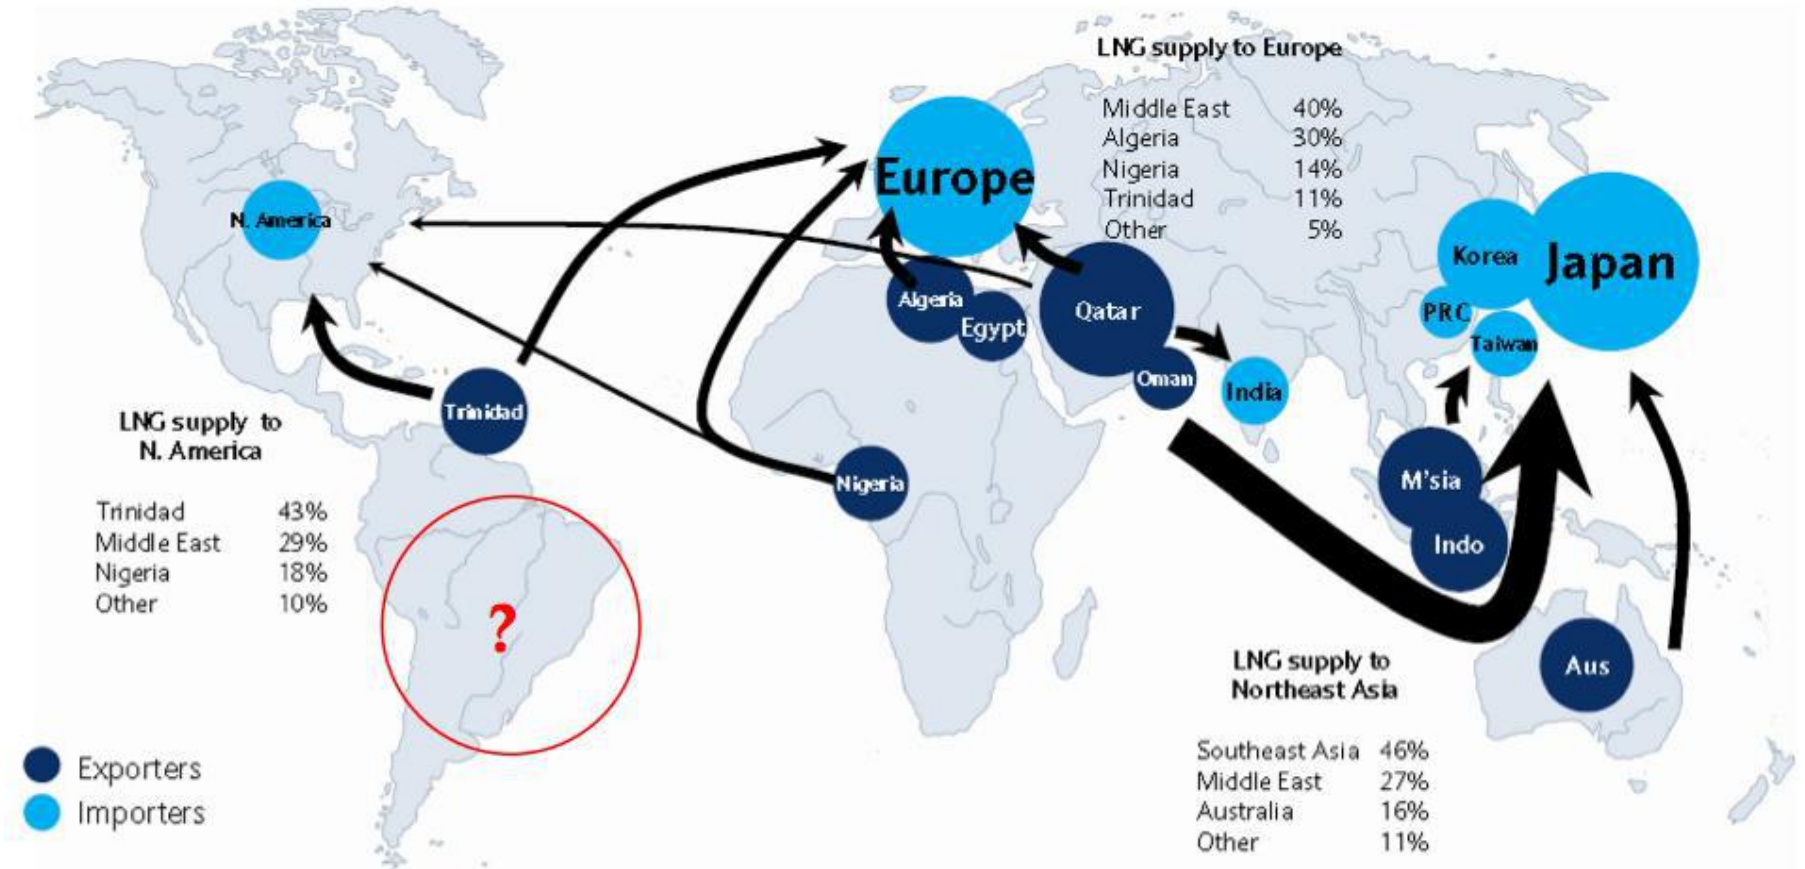 LNG supply to Europe
Middle East 40%
Algeria 30%
Nigeria 14%
Trinidad 11%
Other 5%
Europe
N. America
Korea
Japan
Algeria
Qatar
PRC
Egypt
Taiwan
Oman
India
Trinidad
LNG supply to
N. America
Nigeria
M'sia
Trinidad 43%
Middle East 29%
Nigeria 18%
Other 10%
Indo
?
Aus
LNG supply to
Northeast Asia
Southeast Asia 46%
Middle East 27%
Australia 16%
Other 11%
Exporters
Importers